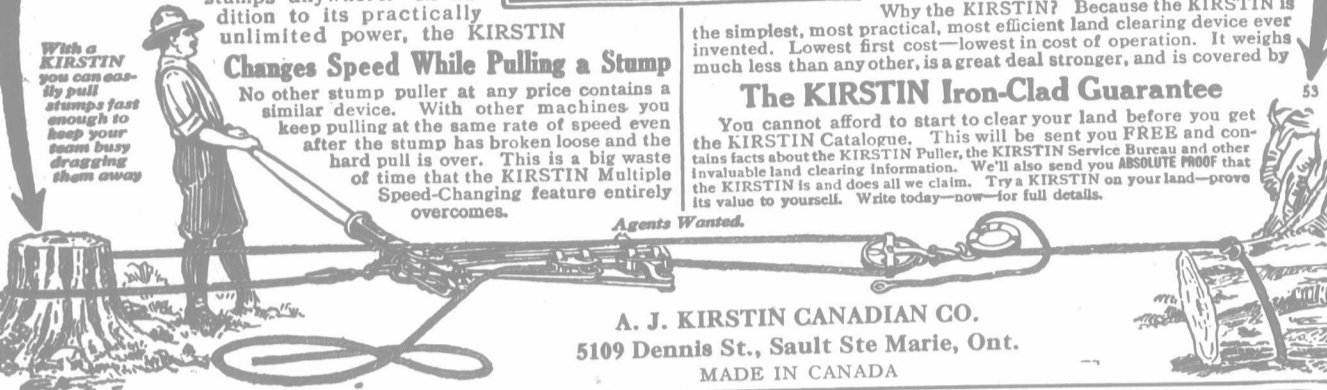 With a
KIRSTIN
you can eas-
ily pull
stumps fast
enough to
keep your
team busy
dragging
them away
stumps
dition to its practically
unlimited power, the KIRSTIN
Changes Speed While Pulling a Stump
No other stump puller at any price contains a
similar device. With other machines you
keep pulling at the same rate of speed even
after the stump has broken loose and the
hard pull is over. This is a big waste
of time that the KIRSTIN Multiple
Speed-Changing feature entirely
overcomes.
Why the KIRSTIN? Because the KIRSTIN is
the simplest, most practical, most efficient land clearing device ever
invented. Lowest first cost—lowest in cost of operation. It weighs
much less than any other, is a great deal stronger, and is covered by
The KIRSTIN Iron-Clad Guarantee
53
You cannot afford to start to clear your land before you get
the KIRSTIN Catalogue. This will be sent you FREE and con-
tains facts about the KIRSTIN Puller, the KIRSTIN Service Bureau and other
invaluable land clearing information. We'll also send you ABSOLUTE PROOF that
the KIRSTIN is and does all we claim. Try a KIRSTIN on your land—prove
its value to yourself. Write today—now—for full details.
Agents Wanted.
A. J. KIRSTIN CANADIAN CO.
5109 Dennis St., Sault Ste Marie, Ont.
MADE IN CANADA